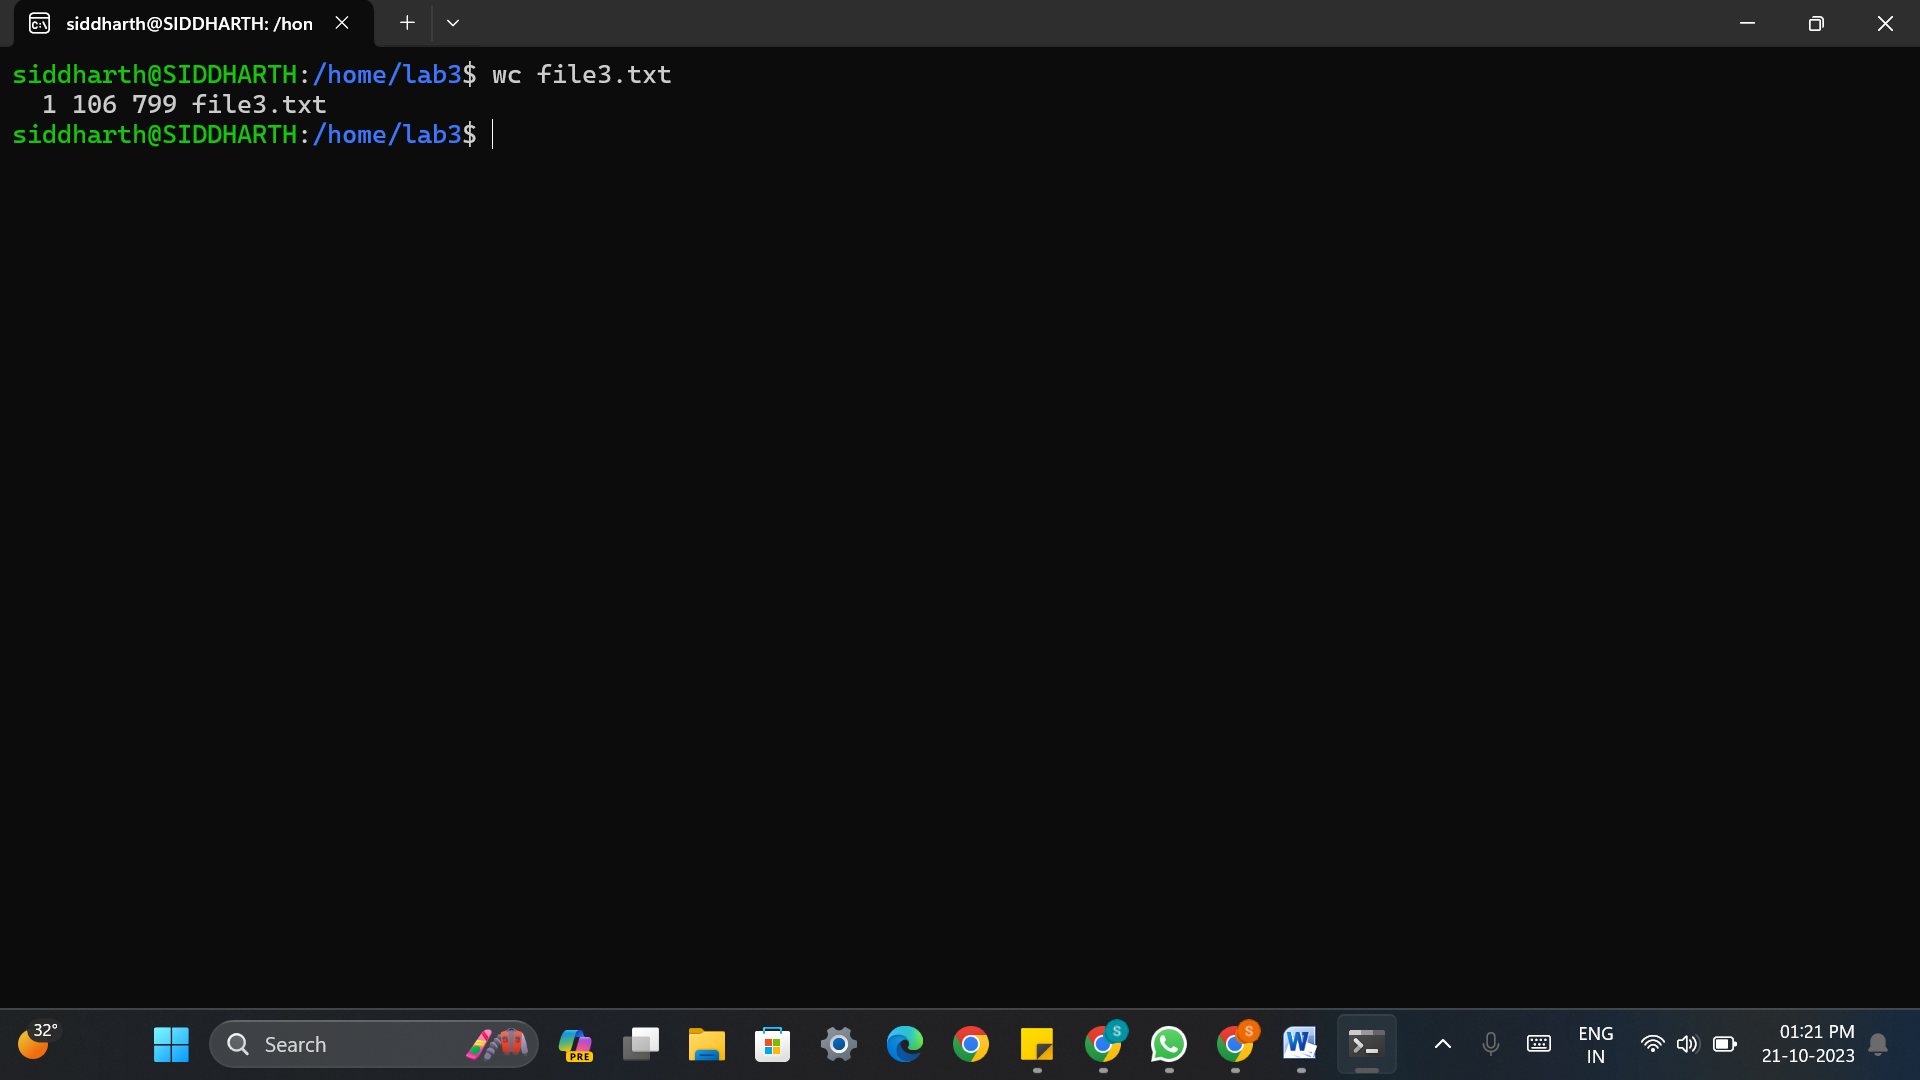 siddharth@SIDDHARTH: /hon
siddharth@SIDDHARTH:/home/lab3$ wc file3.txt
  1 106 799 file3.txt
siddharth@SIDDHARTH:/home/lab3$
32°
Search
PRE
S
S
W
ENG
IN
01:21 PM
21-10-2023